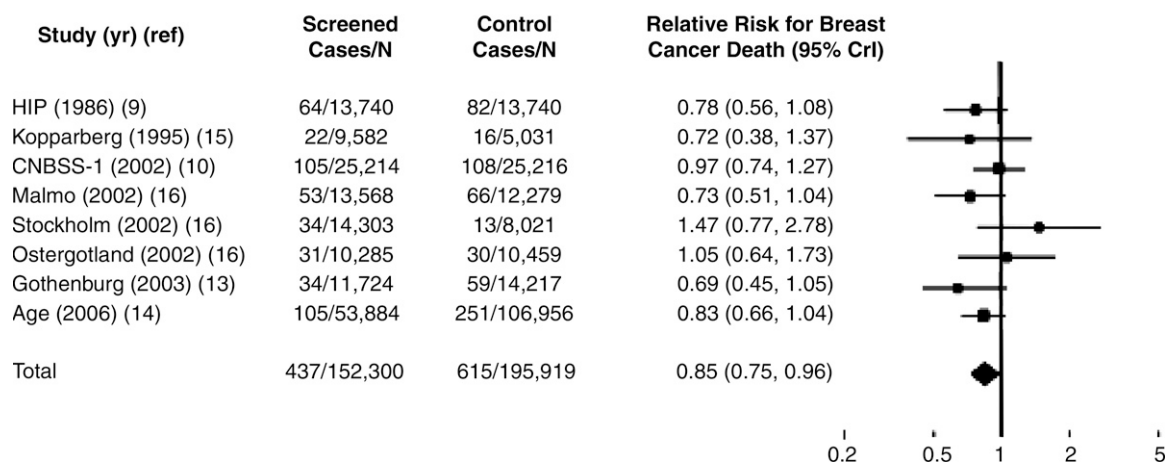 Study (yr) (ref) Screened Cases/N Control Cases/N Relative Risk for Breast Cancer Death (95% CrI)
HIP (1986) (9) 64/13,740 82/13,740 0.78 (0.56, 1.08)
Kopparberg (1995) (15) 22/9,582 16/5,031 0.72 (0.38, 1.37)
CNBSS-1 (2002) (10) 105/25,214 108/25,216 0.97 (0.74, 1.27)
Malmo (2002) (16) 53/13,568 66/12,279 0.73 (0.51, 1.04)
Stockholm (2002) (16) 34/14,303 13/8,021 1.47 (0.77, 2.78)
Ostergotland (2002) (16) 31/10,285 30/10,459 1.05 (0.64, 1.73)
Gothenburg (2003) (13) 34/11,724 59/14,217 0.69 (0.45, 1.05)
Age (2006) (14) 105/53,884 251/106,956 0.83 (0.66, 1.04)
Total 437/152,300 615/195,919 0.85 (0.75, 0.96)
0.2 0.5 1 2 5